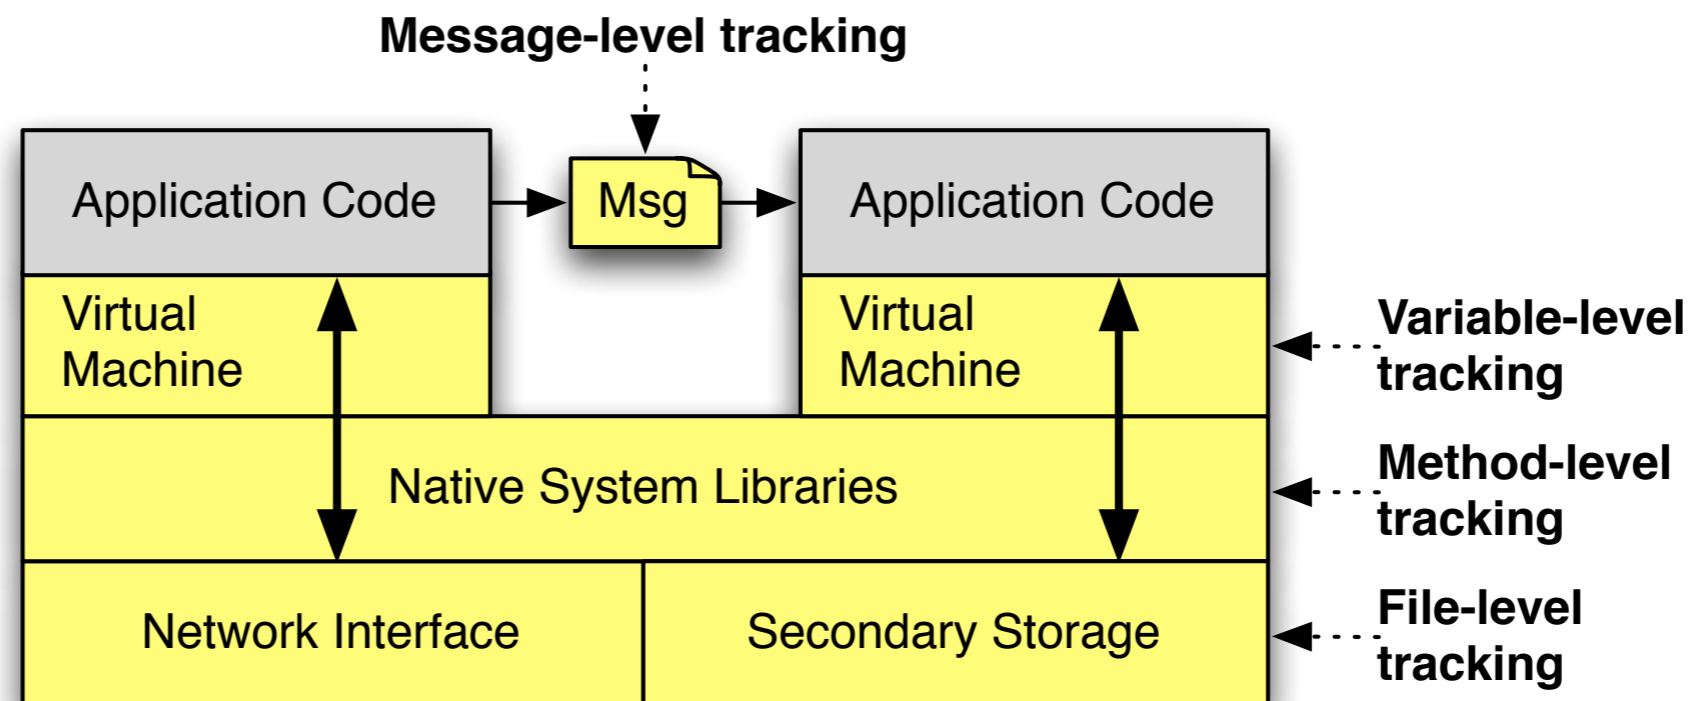 Message-level tracking
Application Code
Msg
Application Code
Virtual
Machine
Virtual
Machine
Variable-level
tracking
Native System Libraries
Method-level
tracking
Network Interface
Secondary Storage
File-level
tracking